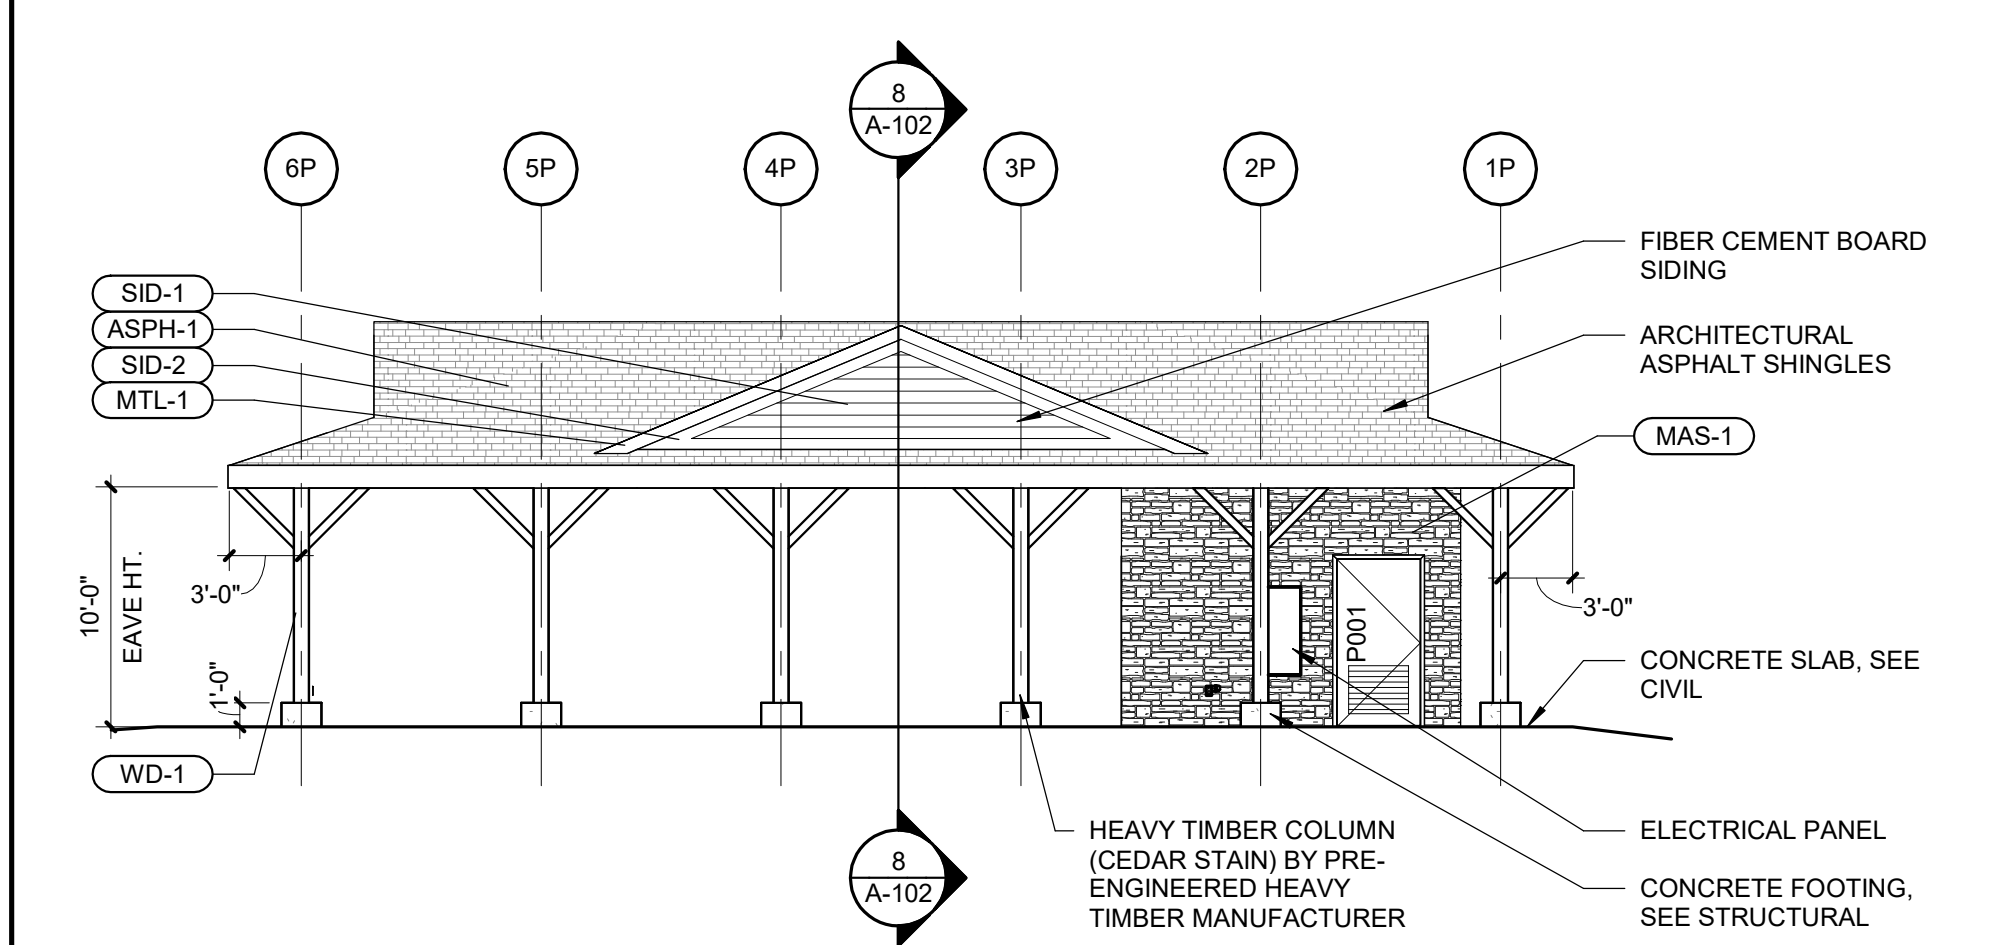 8
A-102
6P
5P
4P
3P
2P
1P
FIBER CEMENT BOARD
SIDING
SID-1
ASPH-1
SID-2
MTL-1
ARCHITECTURAL
ASPHALT SHINGLES
MAS-1
10'-0"
EAVE HT.
3'-0"
1'-0"
P001
3'-0"
CONCRETE SLAB, SEE
CIVIL
WD-1
8
A-102
HEAVY TIMBER COLUMN
(CEDAR STAIN) BY PRE-
ENGINEERED HEAVY
TIMBER MANUFACTURER
ELECTRICAL PANEL
CONCRETE FOOTING,
SEE STRUCTURAL